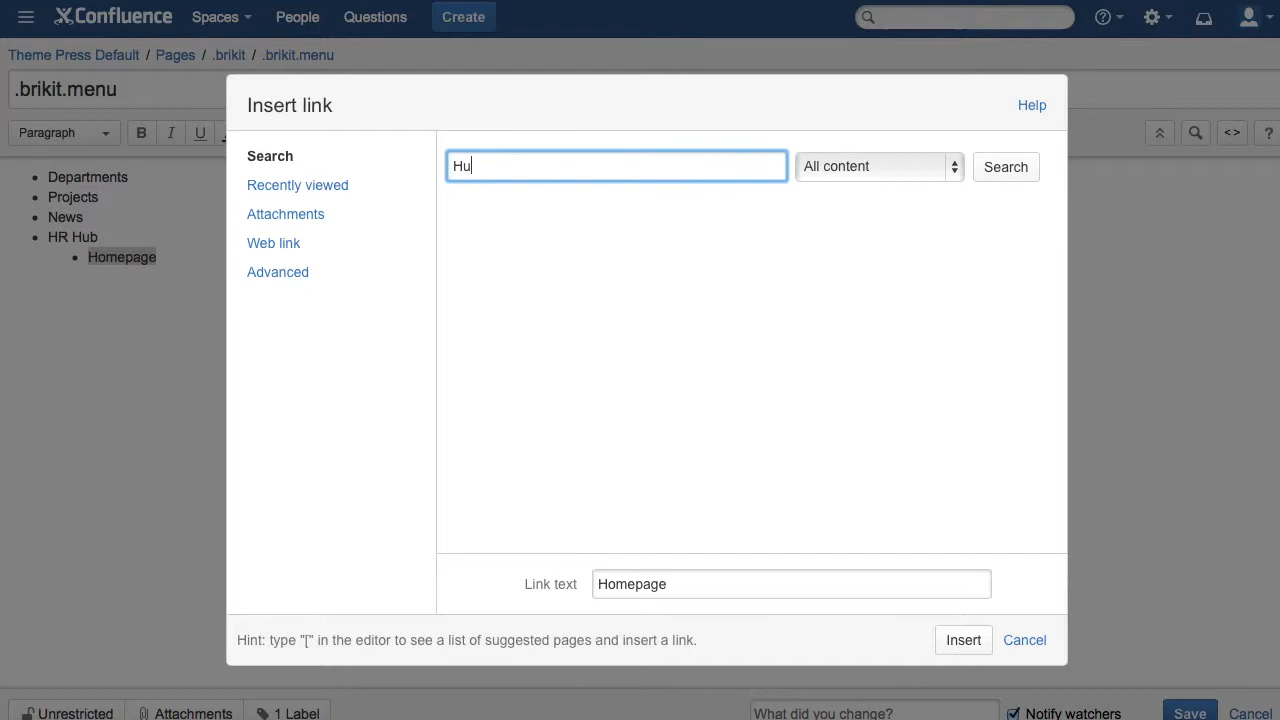 Confluence Spaces People Questions Create
Theme Press Default / Pages / .brikit / .brikit.menu
.brikit.menu
Insert link Help
Paragraph B I U <> ?
Search
Recently viewed
Attachments
Web link
Advanced
Hu All content Search
• Departments
• Projects
• News
• HR Hub
• Homepage
Link text Homepage
Hint: type "[" in the editor to see a list of suggested pages and insert a link. Insert Cancel
Unrestricted Attachments 1 Label What did you change? Notify watchers Save Cancel